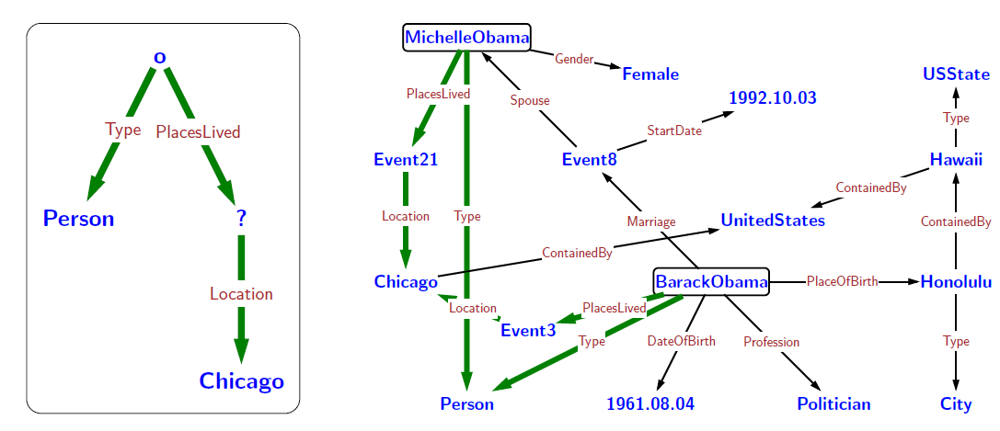 o
Type
PlacesLived
Person
?
Location
Chicago
MichelleObama
Gender
Female
USState
PlacesLived
Spouse
1992.10.03
Type
StartDate
Event21
Event8
Hawaii
ContainedBy
Location
Type
Marriage
UnitedStates
ContainedBy
ContainedBy
Chicago
BarackObama
PlaceOfBirth
Honolulu
Location
PlacesLived
Event3
Type
DateOfBirth
Profession
Type
Person
1961.08.04
Politician
City